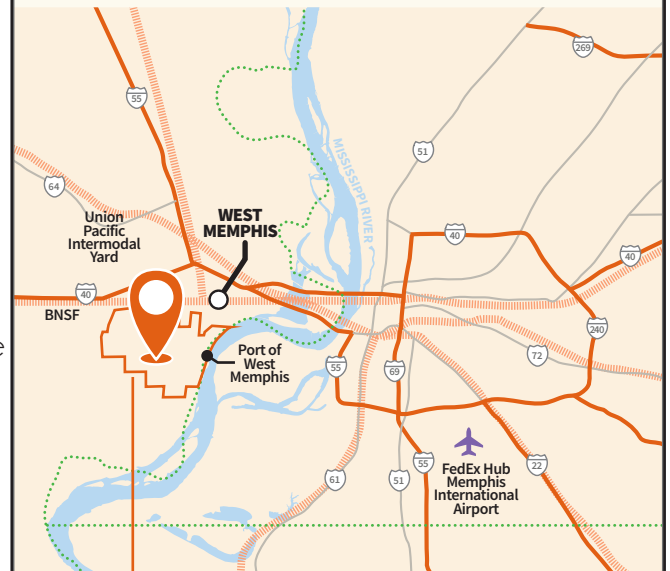 269
55
51
MISSISSIPPI RIVER
64
Union
Pacific
Intermodal
Yard
WEST
MEMPHIS
40
40
40
BNSF
240
Port of
West
Memphis
55
69
72
FedEx Hub
Memphis
International
Airport
55
22
61
51